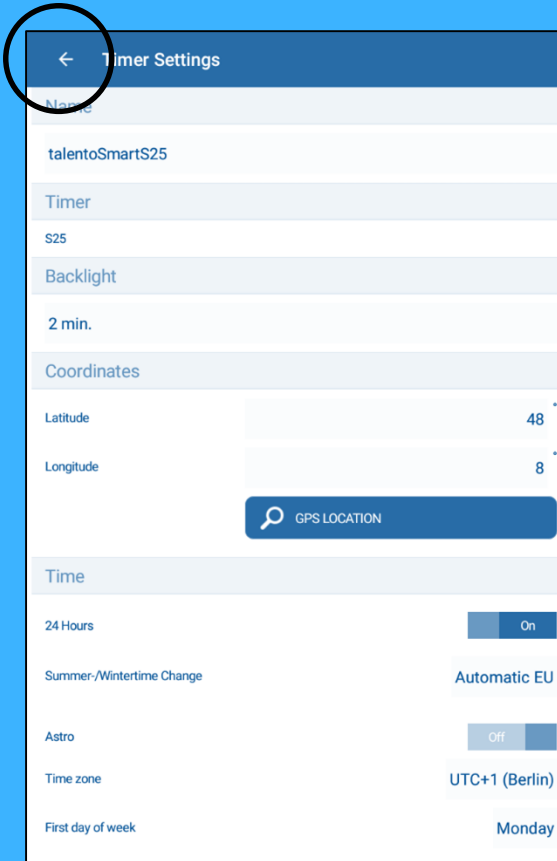 Timer Settings
Name
talentoSmartS25
Timer
S25
Backlight
2 min.
Coordinates
Latitude 48 °
Longitude 8 °
GPS LOCATION
Time
24 Hours On
Summer-/Wintertime Change Automatic EU
Astro Off
Time zone UTC+1 (Berlin)
First day of week Monday